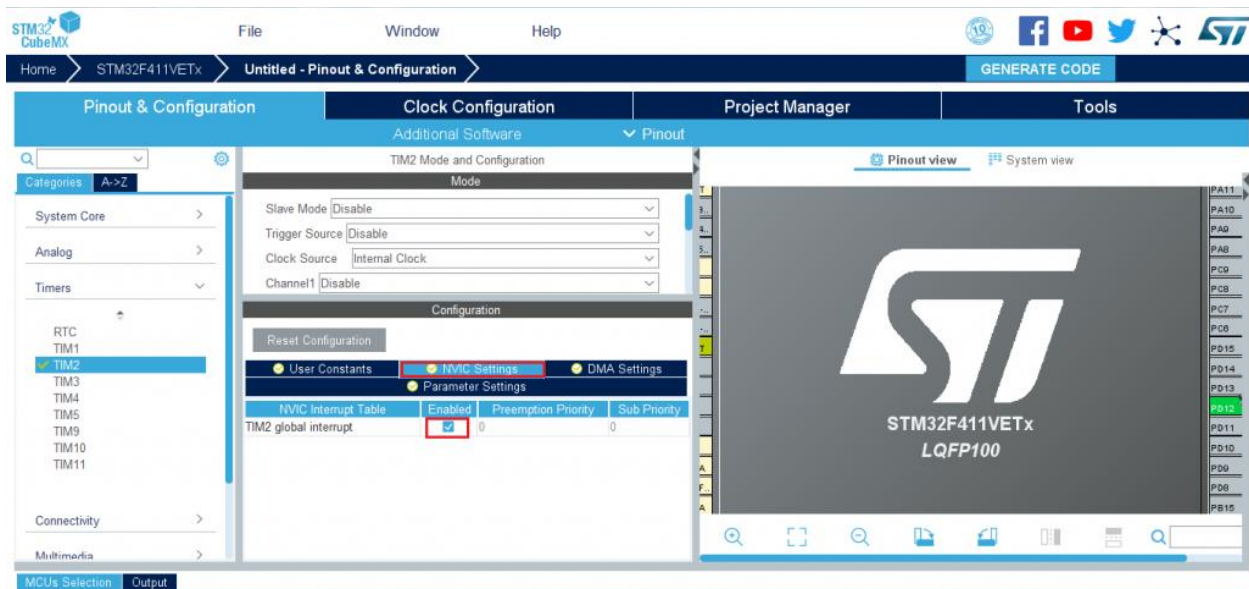 STM32
CubeMX
File Window Help
10
Home STM32F411VETx Untitled - Pinout & Configuration GENERATE CODE
Pinout & Configuration Clock Configuration Project Manager Tools
Additional Software Pinout
TIM2 Mode and Configuration
Pinout view System view
Categories A->Z
Mode
System Core
Analog
Timers
RTC
TIM1
TIM2
TIM3
TIM4
TIM5
TIM9
TIM10
TIM11
Connectivity
Multimedia
Slave Mode Disable
Trigger Source Disable
Clock Source Internal Clock
Channel1 Disable
Configuration
Reset Configuration
User Constants NVIC Settings DMA Settings
Parameter Settings
NVIC Interrupt Table Enabled Preemption Priority Sub Priority
TIM2 global interrupt 0 0
STM32F411VETx
LQFP100
PA11
PA10
PA9
PA8
PC9
PC8
PC7
PC6
PD15
PD14
PD13
PD12
PD11
PD10
PD9
PD8
PB15
MCUs Selection Output